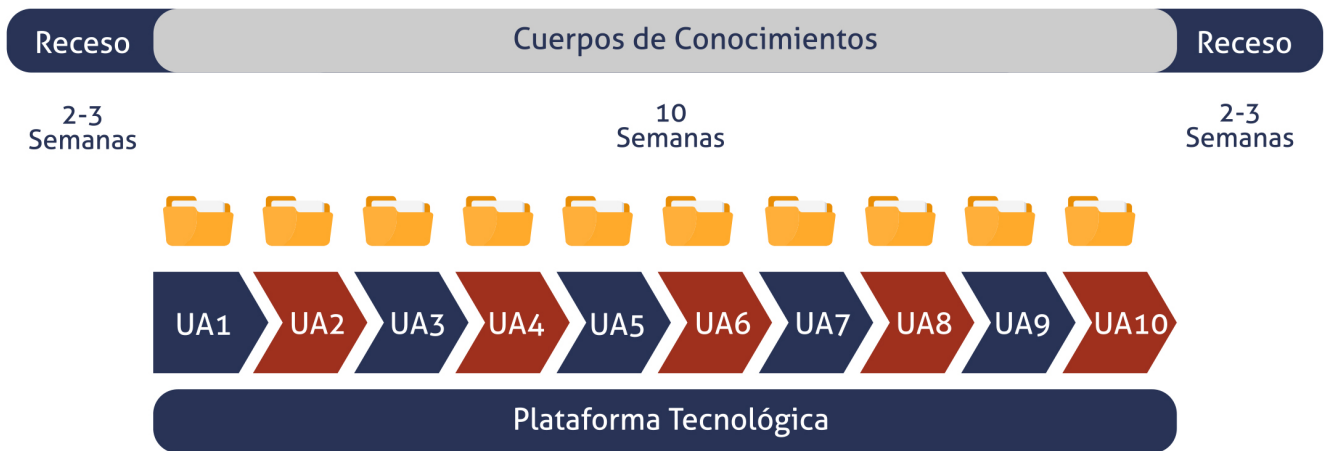 Receso
Cuerpos de Conocimientos
Receso
2-3
Semanas
10
Semanas
2-3
Semanas
UA1
UA2
UA3
UA4
UA5
UA6
UA7
UA8
UA9
UA10
Plataforma Tecnológica